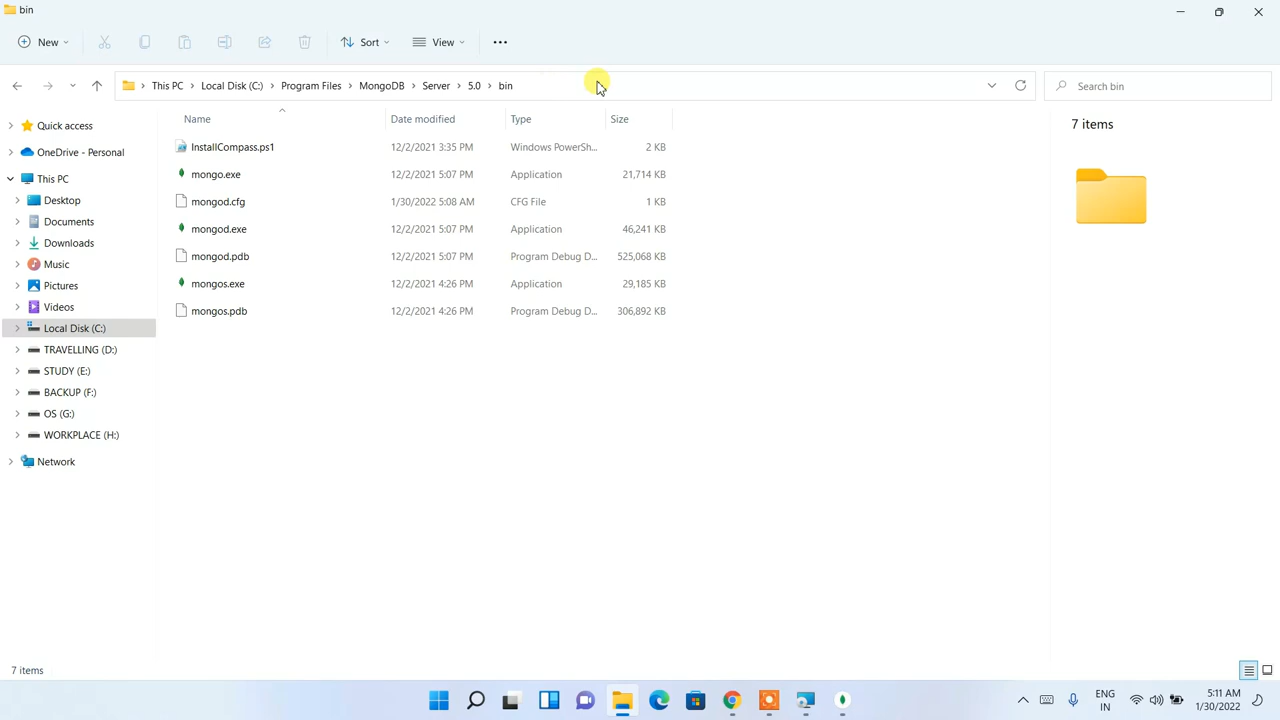 bin
New
Sort
View
This PC
Local Disk (C:)
Program Files
MongoDB
Server
5.0
bin
Search bin
Name
Date modified
Type
Size
7 items
InstallCompass.ps1 12/2/2021 3:35 PM Windows PowerSh... 2 KB
mongo.exe 12/2/2021 5:07 PM Application 21,714 KB
mongod.cfg 1/30/2022 5:08 AM CFG File 1 KB
mongod.exe 12/2/2021 5:07 PM Application 46,241 KB
mongod.pdb 12/2/2021 5:07 PM Program Debug D... 525,068 KB
mongos.exe 12/2/2021 4:26 PM Application 29,185 KB
mongos.pdb 12/2/2021 4:26 PM Program Debug D... 306,892 KB
Quick access
OneDrive - Personal
This PC
Desktop
Documents
Downloads
Music
Pictures
Videos
Local Disk (C:)
TRAVELLING (D:)
STUDY (E:)
BACKUP (F:)
OS (G:)
WORKPLACE (H:)
Network
7 items
ENG
IN
5:11 AM
1/30/2022